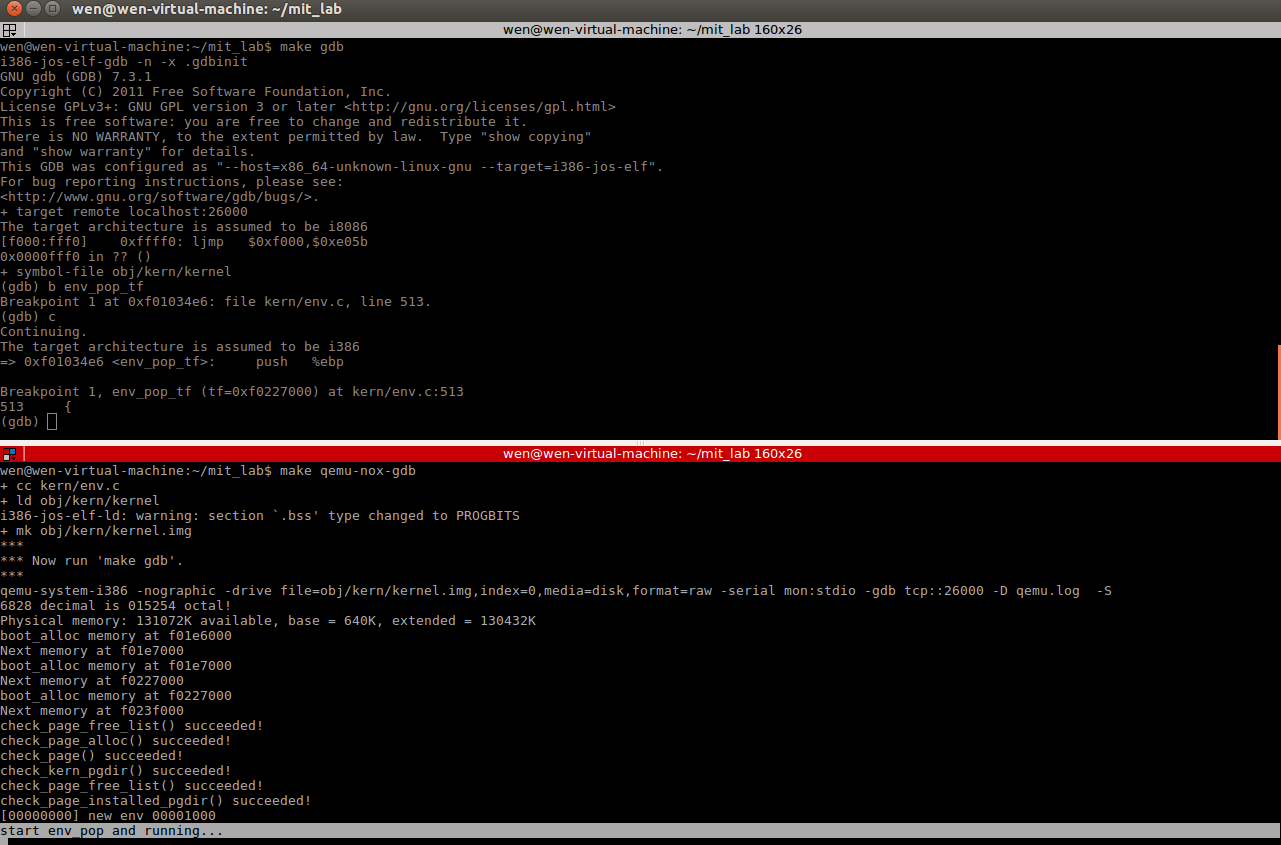 wen@wen-virtual-machine: ~/mit_lab
wen@wen-virtual-machine: ~/mit_lab 160x26
wen@wen-virtual-machine:~/mit_lab$ make gdb
i386-jos-elf-gdb -n -x .gdbinit
GNU gdb (GDB) 7.3.1
Copyright (C) 2011 Free Software Foundation, Inc.
License GPLv3+: GNU GPL version 3 or later <http://gnu.org/licenses/gpl.html>
This is free software: you are free to change and redistribute it.
There is NO WARRANTY, to the extent permitted by law.  Type "show copying"
and "show warranty" for details.
This GDB was configured as "--host=x86_64-unknown-linux-gnu --target=i386-jos-elf".
For bug reporting instructions, please see:
<http://www.gnu.org/software/gdb/bugs/>.
+ target remote localhost:26000
The target architecture is assumed to be i8086
[f000:fff0]    0xffff0: ljmp   $0xf000,$0xe05b
0x0000fff0 in ?? ()
+ symbol-file obj/kern/kernel
(gdb) b env_pop_tf
Breakpoint 1 at 0xf01034e6: file kern/env.c, line 513.
(gdb) c
Continuing.
The target architecture is assumed to be i386
=> 0xf01034e6 <env_pop_tf>:     push   %ebp
Breakpoint 1, env_pop_tf (tf=0xf0227000) at kern/env.c:513
513     {
(gdb)
wen@wen-virtual-machine: ~/mit_lab 160x26
wen@wen-virtual-machine:~/mit_lab$ make qemu-nox-gdb
+ cc kern/env.c
+ ld obj/kern/kernel
i386-jos-elf-ld: warning: section `.bss' type changed to PROGBITS
+ mk obj/kern/kernel.img
***
*** Now run 'make gdb'.
***
qemu-system-i386 -nographic -drive file=obj/kern/kernel.img,index=0,media=disk,format=raw -serial mon:stdio -gdb tcp::26000 -D qemu.log  -S
6828 decimal is 015254 octal!
Physical memory: 131072K available, base = 640K, extended = 130432K
boot_alloc memory at f01e6000
Next memory at f01e7000
boot_alloc memory at f01e7000
Next memory at f0227000
boot_alloc memory at f0227000
Next memory at f023f000
check_page_free_list() succeeded!
check_page_alloc() succeeded!
check_page() succeeded!
check_kern_pgdir() succeeded!
check_page_free_list() succeeded!
check_page_installed_pgdir() succeeded!
[00000000] new env 00001000
start env_pop and running...